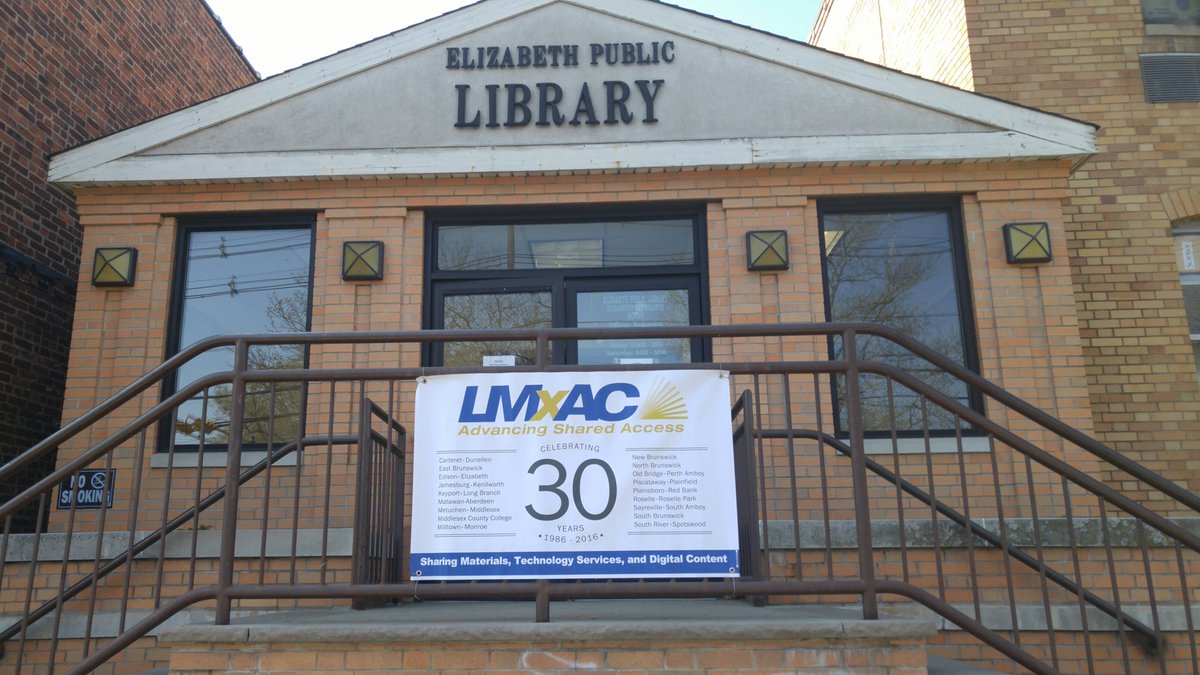 ELIZABETH PUBLIC
LIBRARY
ELIZABETH PUBLIC LIBRARY
LMxAC
Advancing Shared Access
CELEBRATING
30
YEARS
• 1986 - 2016 •
Carteret • Dunellen
East Brunswick
Edison • Elizabeth
Jamesburg • Kenilworth
Keyport • Long Branch
Matawan-Aberdeen
Metuchen • Middlesex
Middlesex County College
Milltown • Monroe
New Brunswick
North Brunswick
Old Bridge • Perth Amboy
Piscataway • Plainfield
Plainsboro • Red Bank
Roselle • Roselle Park
Sayreville • South Amboy
South Brunswick
South River • Spotswood
Sharing Materials, Technology Services, and Digital Content
NO
SMOKING